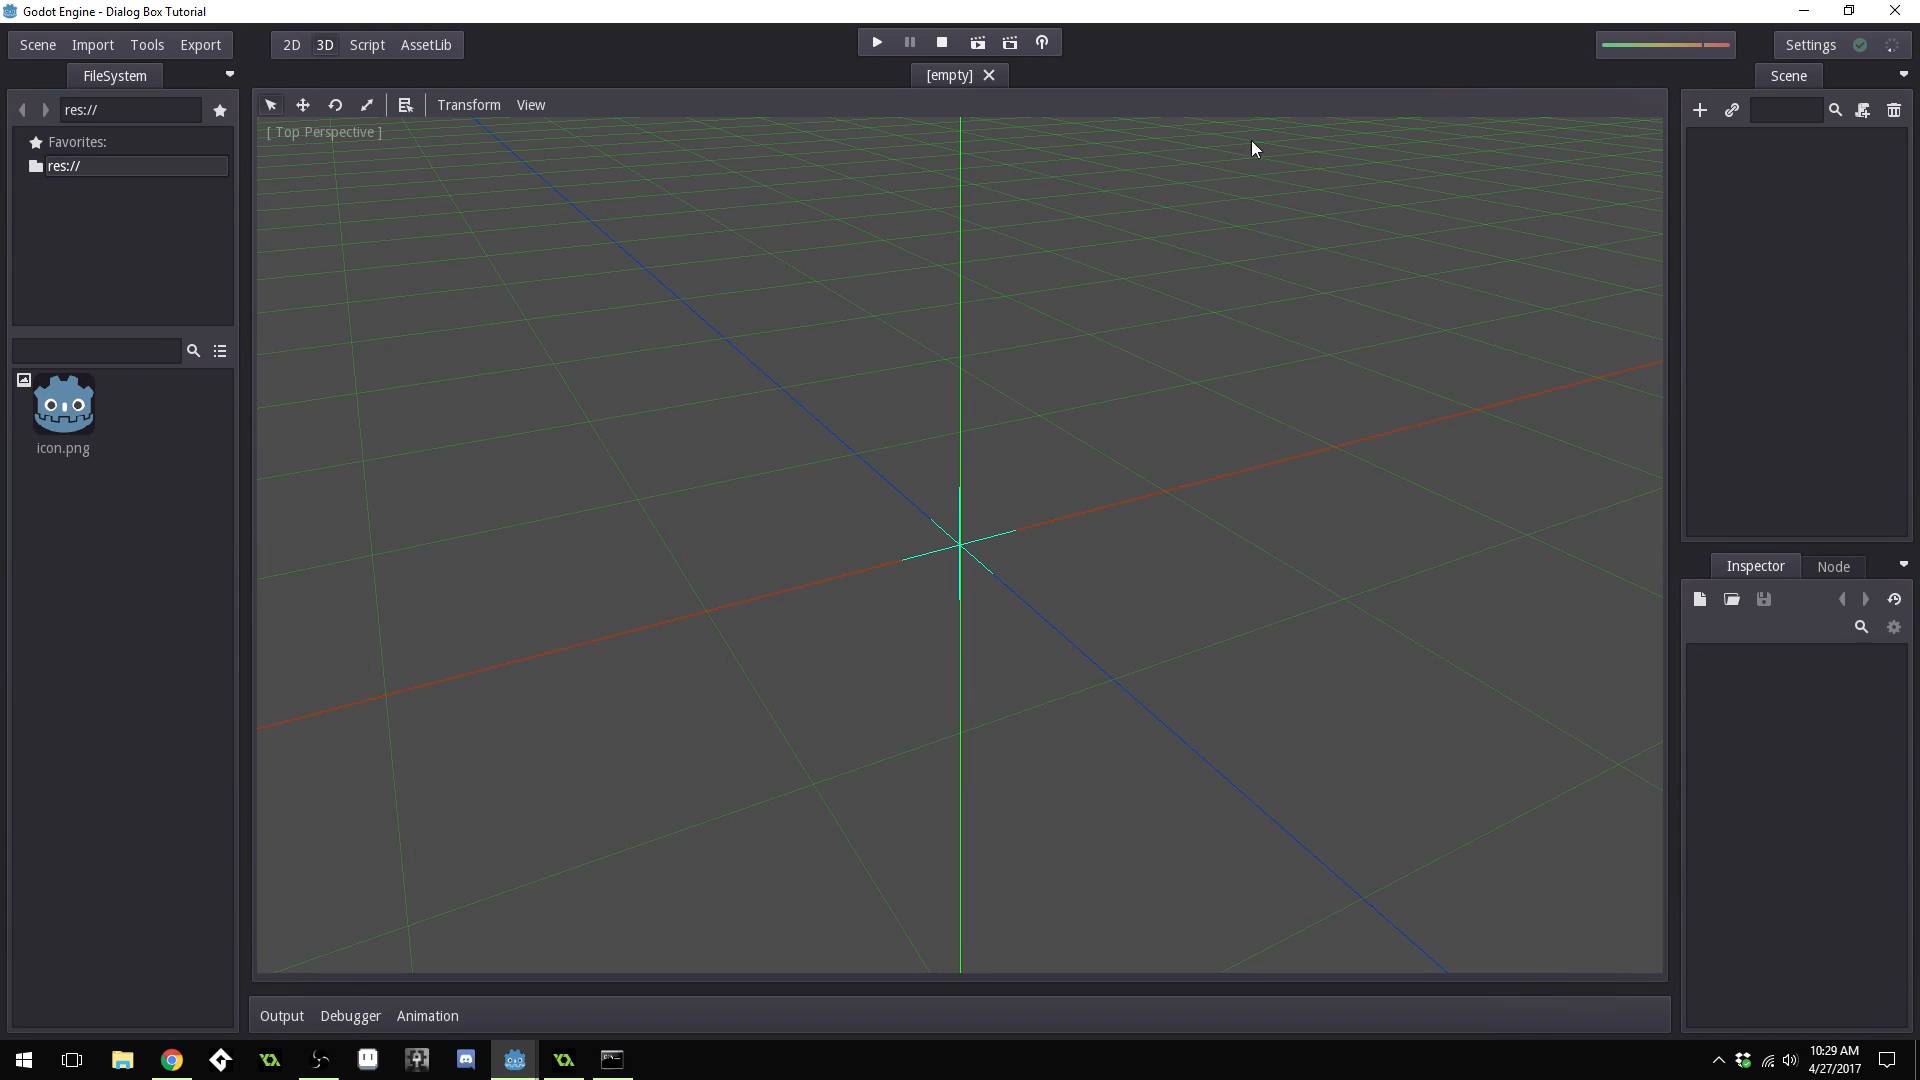 Godot Engine - Dialog Box Tutorial
Scene Import Tools Export
2D 3D Script AssetLib
Settings
FileSystem
[empty]
Scene
res://
Transform View
[ Top Perspective ]
Favorites:
res://
icon.png
Inspector Node
Output Debugger Animation
10:29 AM
4/27/2017